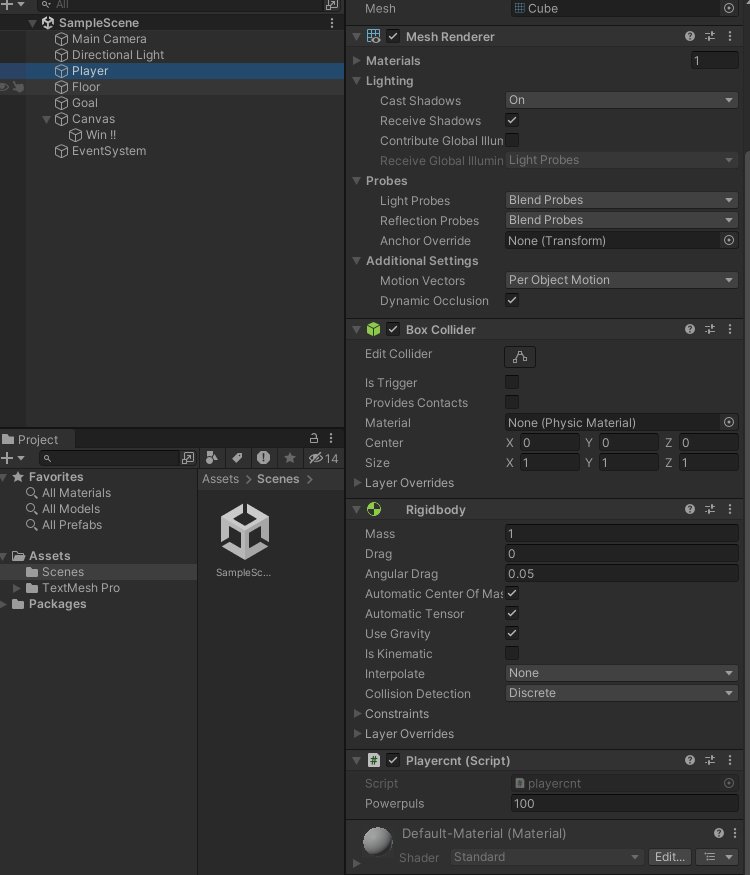 All
SampleScene
Main Camera
Directional Light
Player
Floor
Goal
Canvas
Win !!
EventSystem
Project
14
Favorites
All Materials
All Models
All Prefabs
Assets
Scenes
TextMesh Pro
Packages
Assets Scenes
SampleSc...
Mesh Cube
Mesh Renderer
Materials 1
Lighting
Cast Shadows On
Receive Shadows
Contribute Global Illun
Receive Global Illumin Light Probes
Probes
Light Probes Blend Probes
Reflection Probes Blend Probes
Anchor Override None (Transform)
Additional Settings
Motion Vectors Per Object Motion
Dynamic Occlusion
Box Collider
Edit Collider
Is Trigger
Provides Contacts
Material None (Physic Material)
Center X 0 Y 0 Z 0
Size X 1 Y 1 Z 1
Layer Overrides
Rigidbody
Mass 1
Drag 0
Angular Drag 0.05
Automatic Center Of Mas
Automatic Tensor
Use Gravity
Is Kinematic
Interpolate None
Collision Detection Discrete
Constraints
Layer Overrides
# Playercnt (Script)
Script playercnt
Powerpuls 100
Default-Material (Material)
Shader Standard Edit...